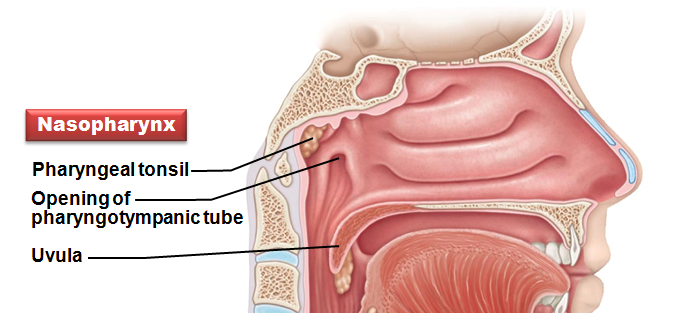 Nasopharynx
Pharyngeal tonsil
Opening of
pharyngotympanic tube
Uvula